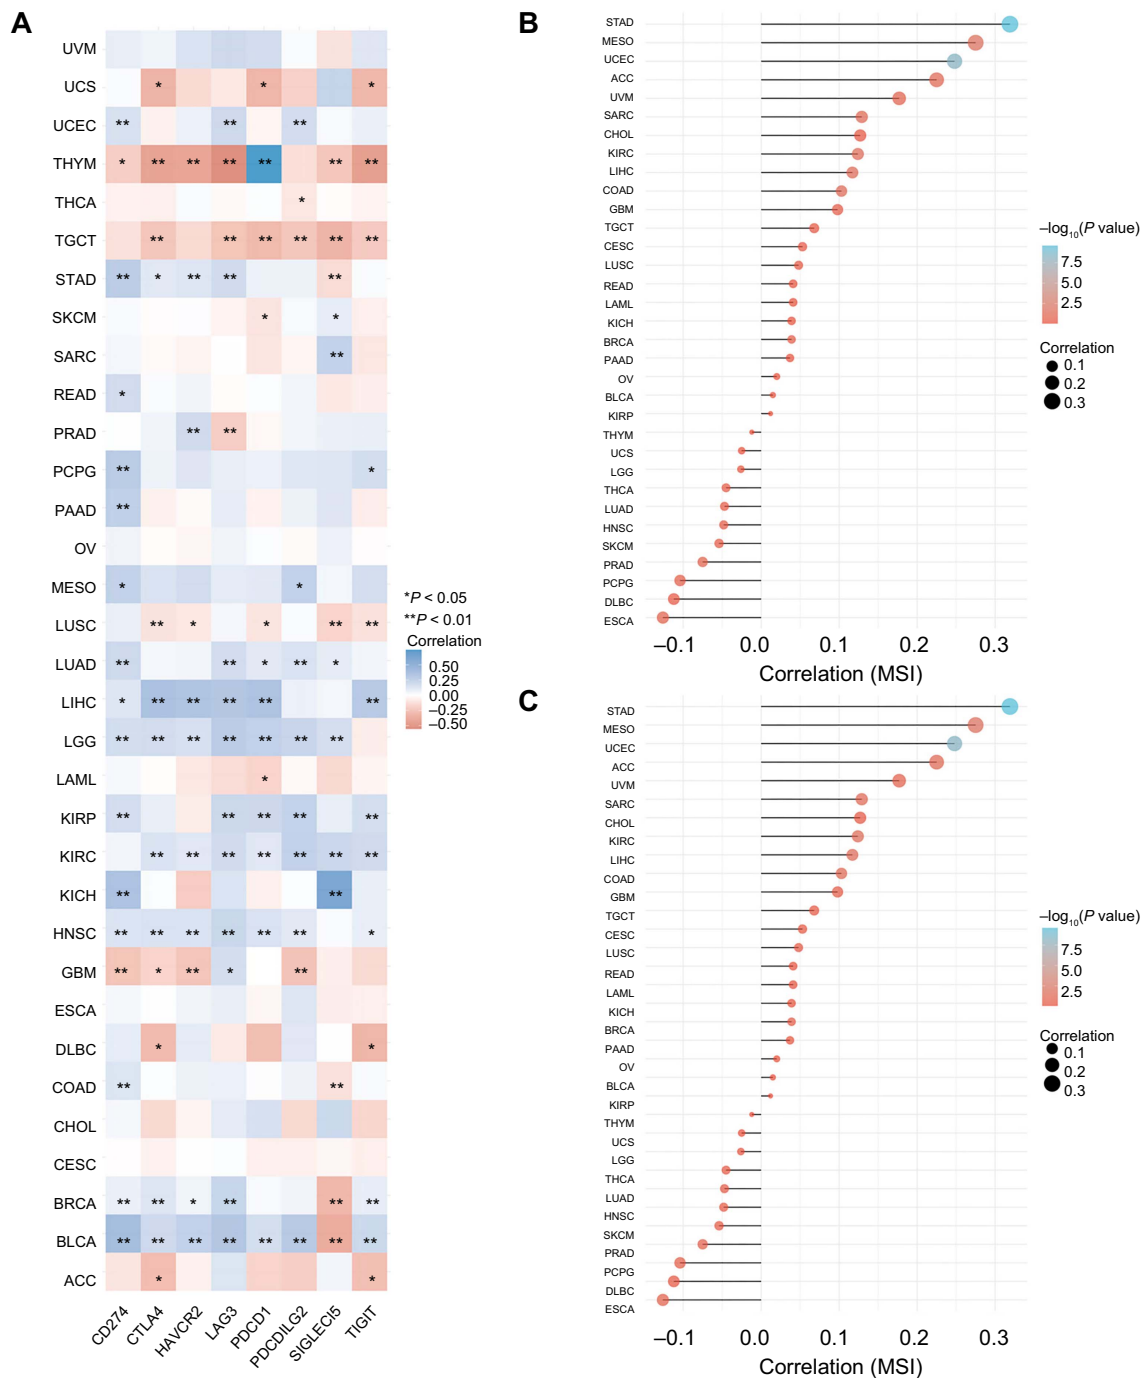 A
UVM
UCS * * *
UCEC ** ** **
THYM * ** ** ** ** ** **
THCA *
TGCT ** ** ** ** ** **
STAD ** * ** ** **
SKCM * *
SARC **
READ *
PRAD ** **
PCPG ** *
PAAD **
OV
MESO * *
LUSC ** * * ** **
LUAD ** ** * ** *
LIHC * ** ** ** ** **
LGG ** ** ** ** ** ** **
LAML *
KIRP ** ** ** ** **
KIRC ** ** ** ** ** ** **
KICH ** **
HNSC ** ** ** ** ** ** *
GBM ** * ** * **
ESCA
DLBC * *
COAD ** **
CHOL
CESC
BRCA ** ** * ** ** **
BLCA ** ** ** ** ** ** ** **
ACC * *
CD274
CTLA4
HAVCR2
LAG3
PDCD1
PDCDILG2
SIGLECI5
TIGIT
*P < 0.05
**P < 0.01
Correlation
0.50
0.25
0.00
−0.25
−0.50
B
STAD
MESO
UCEC
ACC
UVM
SARC
CHOL
KIRC
LIHC
COAD
GBM
TGCT
CESC
LUSC
READ
LAML
KICH
BRCA
PAAD
OV
BLCA
KIRP
THYM
UCS
LGG
THCA
LUAD
HNSC
SKCM
PRAD
PCPG
DLBC
ESCA
−0.1 0.0 0.1 0.2 0.3
Correlation (MSI)
−log10(P value)
7.5
5.0
2.5
Correlation
0.1
0.2
0.3
C
STAD
MESO
UCEC
ACC
UVM
SARC
CHOL
KIRC
LIHC
COAD
GBM
TGCT
CESC
LUSC
READ
LAML
KICH
BRCA
PAAD
OV
BLCA
KIRP
THYM
UCS
LGG
THCA
LUAD
HNSC
SKCM
PRAD
PCPG
DLBC
ESCA
−0.1 0.0 0.1 0.2 0.3
Correlation (MSI)
−log10(P value)
7.5
5.0
2.5
Correlation
0.1
0.2
0.3